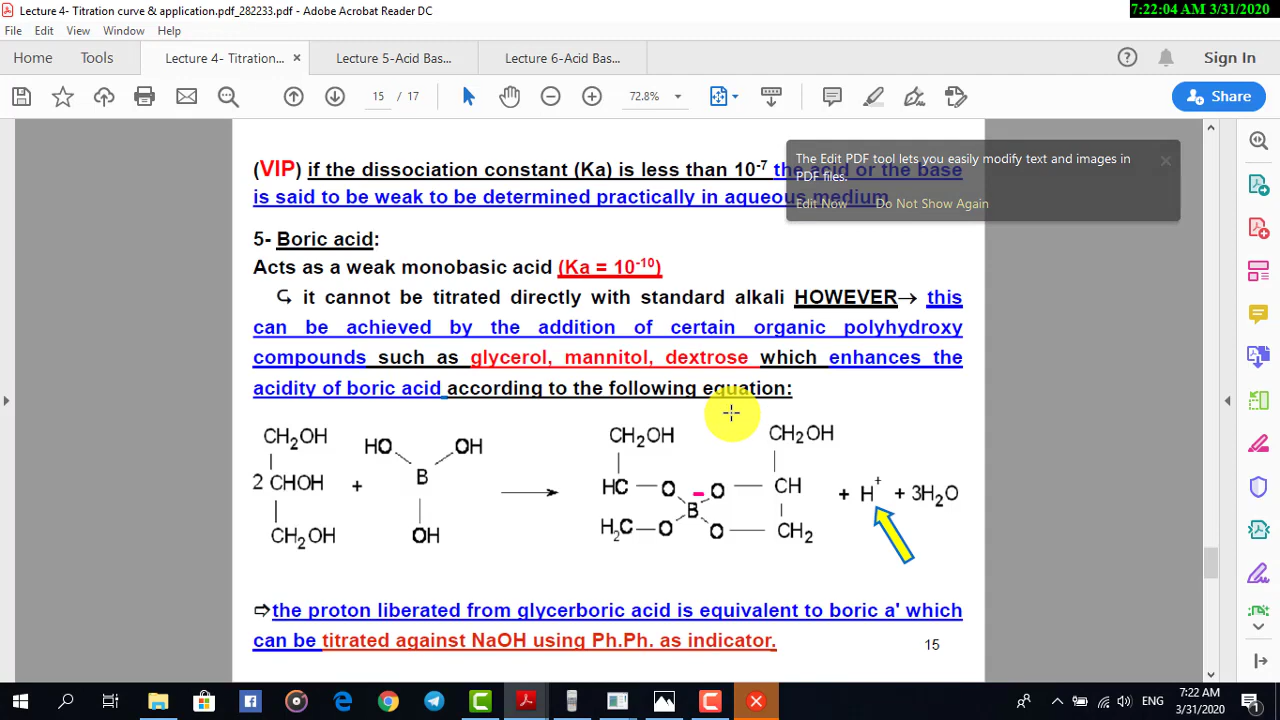 Lecture 4- Titration curve & application.pdf_282233.pdf - Adobe Acrobat Reader DC
7:22:04 AM 3/31/2020
File Edit View Window Help
Home Tools Lecture 4- Titration... × Lecture 5-Acid Bas... Lecture 6-Acid Bas... Sign In
15 / 17 72.8% Share
The Edit PDF tool lets you easily modify text and images in
PDF files.
Edit Now Do Not Show Again
(VIP) if the dissociation constant (Ka) is less than 10⁻⁷ the acid or the base
is said to be weak to be determined practically in aqueous medium
5- Boric acid:
Acts as a weak monobasic acid (Ka = 10⁻¹⁰)
⤷ it cannot be titrated directly with standard alkali HOWEVER→ this
can be achieved by the addition of certain organic polyhydroxy
compounds such as glycerol, mannitol, dextrose which enhances the
acidity of boric acid according to the following equation:
CH₂OH HO OH CH₂OH CH₂OH
2 CHOH + B HC O - O CH + H⁺ + 3H₂O
B
CH₂OH OH H₂C O O CH₂
⇨the proton liberated from glycerboric acid is equivalent to boric a' which
can be titrated against NaOH using Ph.Ph. as indicator.
15
ENG 7:22 AM
3/31/2020